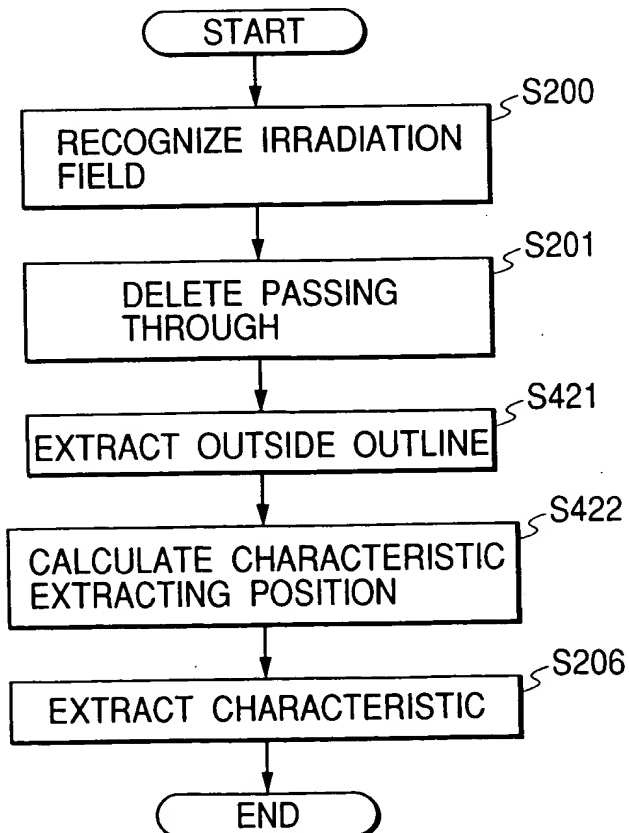 START
S200
RECOGNIZE IRRADIATION
FIELD
S201
DELETE PASSING
THROUGH
S421
EXTRACT OUTSIDE OUTLINE
S422
CALCULATE CHARACTERISTIC
EXTRACTING POSITION
S206
EXTRACT CHARACTERISTIC
END